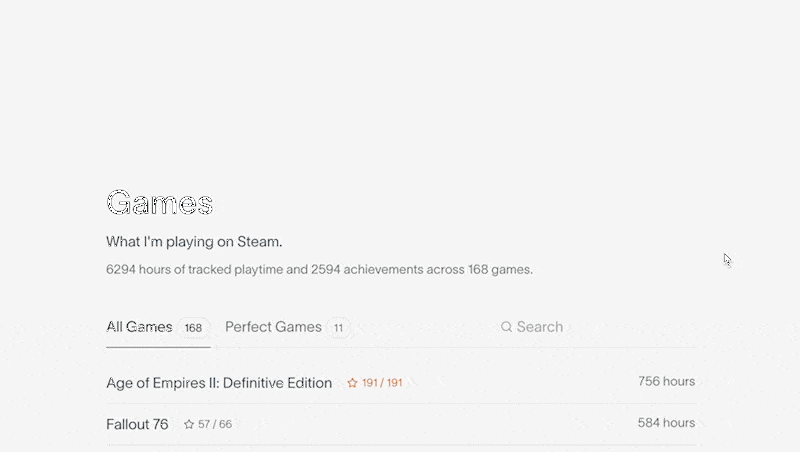 Games
What I'm playing on Steam.
6294 hours of tracked playtime and 2594 achievements across 168 games.
All Games 168 Perfect Games 11 Search
Age of Empires II: Definitive Edition 191 / 191 756 hours
Fallout 76 57 / 66 584 hours